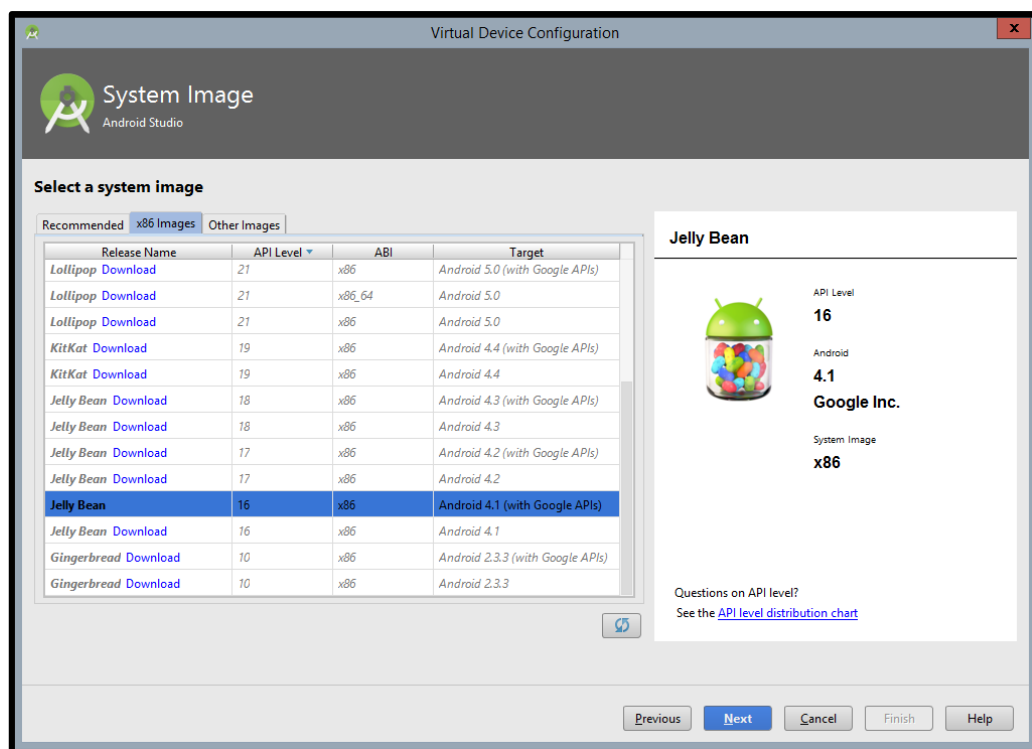 Virtual Device Configuration
x
System Image
Android Studio
Select a system image
Recommended x86 Images Other Images
Release Name API Level ABI Target
Lollipop Download 21 x86 Android 5.0 (with Google APIs)
Lollipop Download 21 x86_64 Android 5.0
Lollipop Download 21 x86 Android 5.0
KitKat Download 19 x86 Android 4.4 (with Google APIs)
KitKat Download 19 x86 Android 4.4
Jelly Bean Download 18 x86 Android 4.3 (with Google APIs)
Jelly Bean Download 18 x86 Android 4.3
Jelly Bean Download 17 x86 Android 4.2 (with Google APIs)
Jelly Bean Download 17 x86 Android 4.2
Jelly Bean 16 x86 Android 4.1 (with Google APIs)
Jelly Bean Download 16 x86 Android 4.1
Gingerbread Download 10 x86 Android 2.3.3 (with Google APIs)
Gingerbread Download 10 x86 Android 2.3.3
Jelly Bean
API Level
16
Android
4.1
Google Inc.
System Image
x86
Questions on API level?
See the API level distribution chart
Previous Next Cancel Finish Help